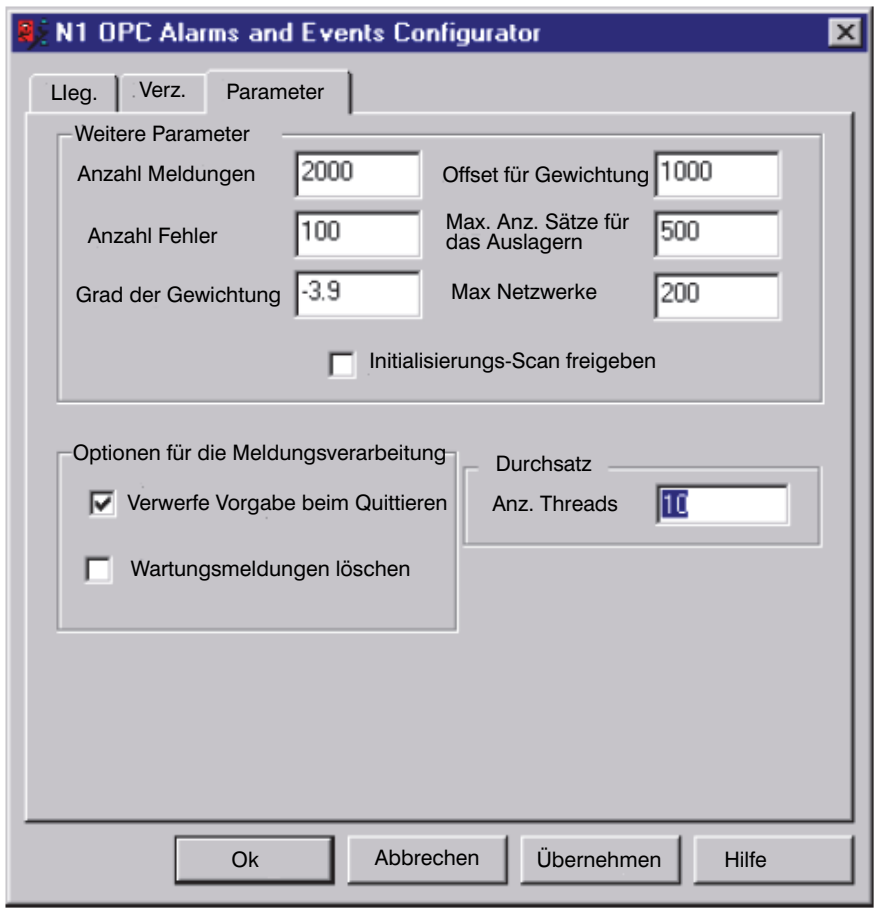 N1 OPC Alarms and Events Configurator
Lleg. Verz. Parameter
Weitere Parameter
Anzahl Meldungen 2000 Offset für Gewichtung 1000
Anzahl Fehler 100 Max. Anz. Sätze für
das Auslagern 500
Grad der Gewichtung -3.9 Max Netzwerke 200
Initialisierungs-Scan freigeben
Optionen für die Meldungsverarbeitung
Verwerfe Vorgabe beim Quittieren
Wartungsmeldungen löschen
Durchsatz
Anz. Threads 10
Ok Abbrechen Übernehmen Hilfe